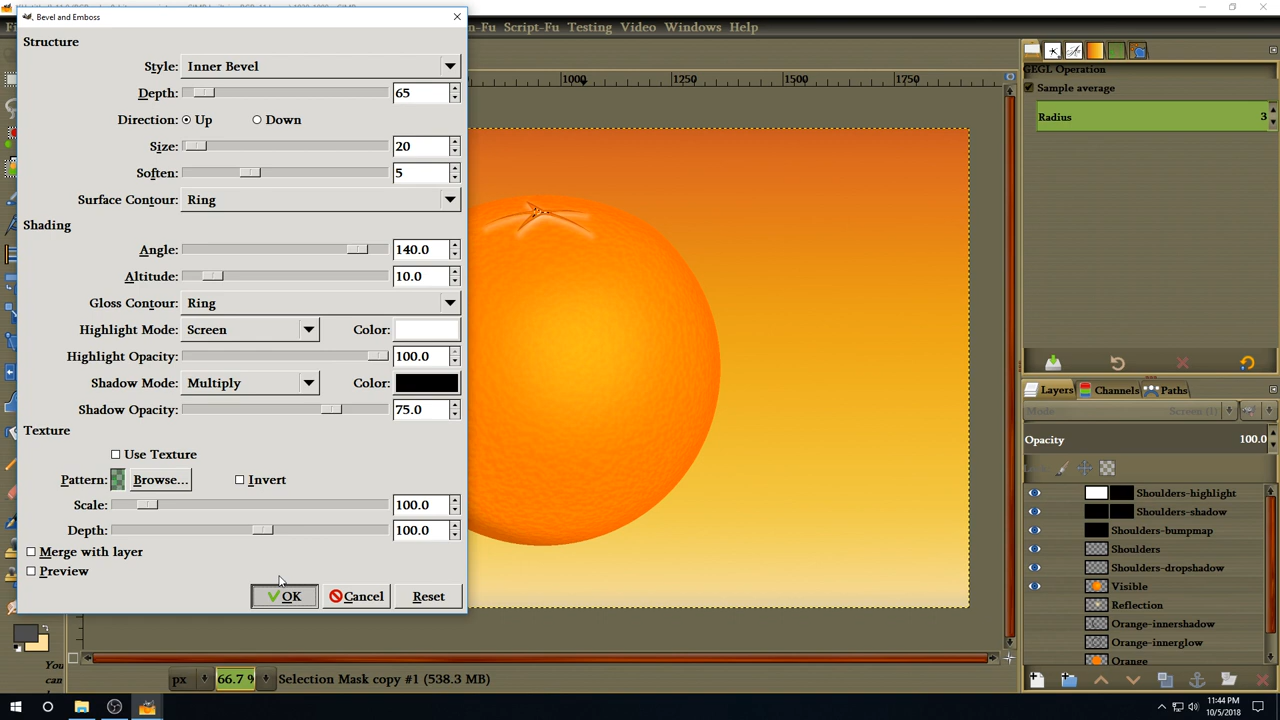 Bevel and Emboss
Structure
Style: Inner Bevel
Depth: 65
Direction: Up Down
Size: 20
Soften: 5
Surface Contour: Ring
Shading
Angle: 140.0
Altitude: 10.0
Gloss Contour: Ring
Highlight Mode: Screen Color:
Highlight Opacity: 100.0
Shadow Mode: Multiply Color:
Shadow Opacity: 75.0
Texture
Use Texture
Pattern: Browse... Invert
Scale: 100.0
Depth: 100.0
Merge with layer
Preview
OK Cancel Reset
Script-Fu Testing Video Windows Help
1000 1250 1500 1750
GEGL Operation
Sample average
Radius 3
Layers Channels Paths
Mode Screen (1)
Opacity 100.0
Shoulders-highlight
Shoulders-shadow
Shoulders-bumpmap
Shoulders
Shoulders-dropshadow
Visible
Reflection
Orange-innershadow
Orange-innerglow
Orange
You
can
px 66.7 % Selection Mask copy #1 (538.3 MB)
11:44 PM
10/5/2018